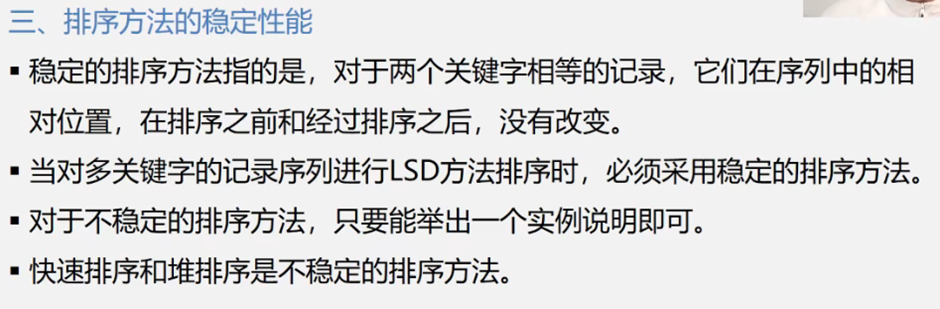 三、排序方法的稳定性能
▪ 稳定的排序方法指的是，对于两个关键字相等的记录，它们在序列中的相
对位置，在排序之前和经过排序之后，没有改变。
▪ 当对多关键字的记录序列进行LSD方法排序时，必须采用稳定的排序方法。
▪ 对于不稳定的排序方法，只要能举出一个实例说明即可。
▪ 快速排序和堆排序是不稳定的排序方法。